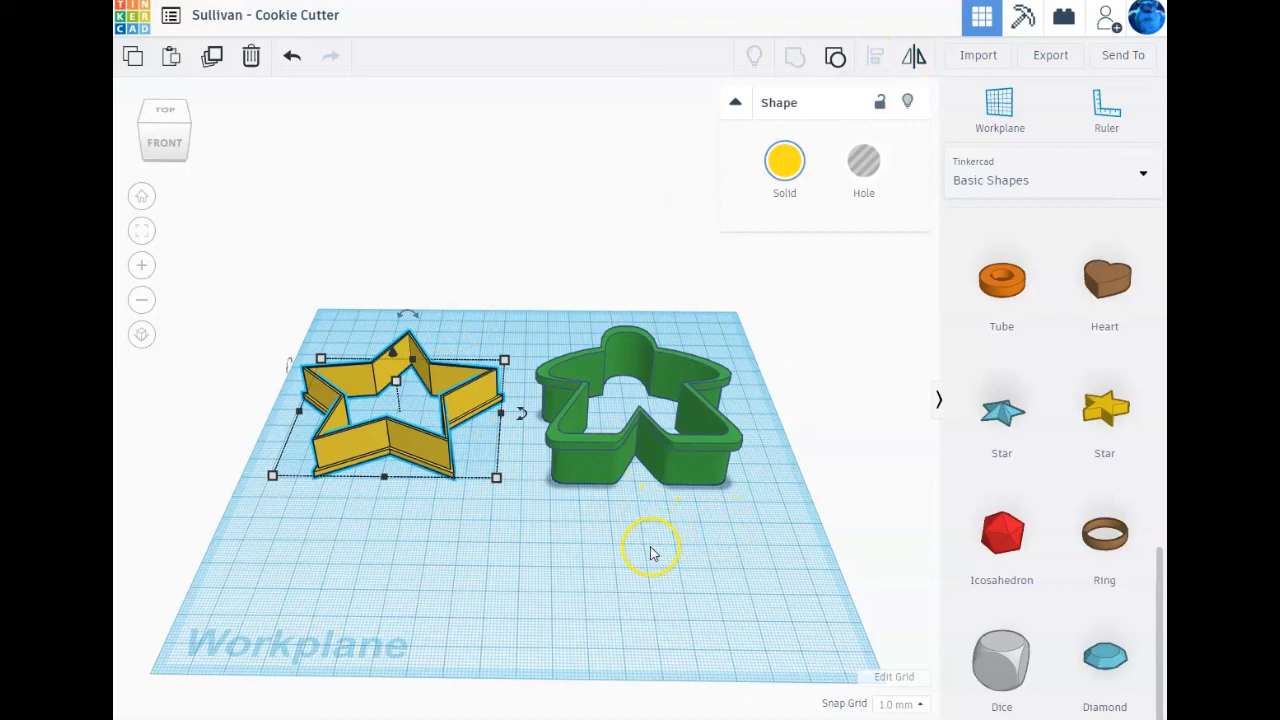 TIN
KER
CAD
Sullivan - Cookie Cutter
Import
Export
Send To
TOP
FRONT
Shape
Solid
Hole
Workplane
Ruler
Tinkercad
Basic Shapes
Tube
Heart
Star
Star
Icosahedron
Ring
Dice
Diamond
Workplane
Edit Grid
Snap Grid
1.0 mm